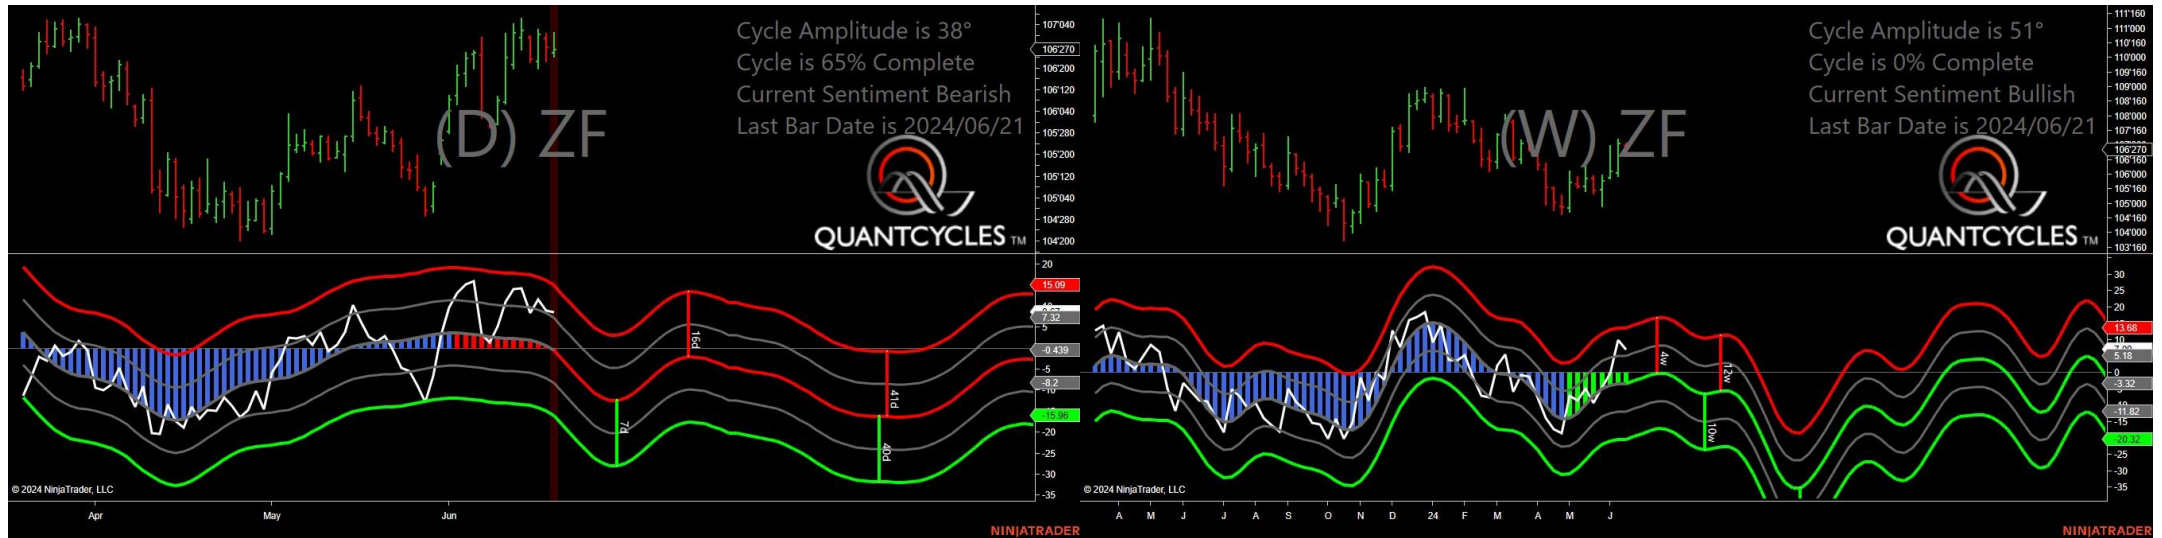 Cycle Amplitude is 38°
Cycle is 65% Complete
Current Sentiment Bearish
Last Bar Date is 2024/06/21
(D) ZF
QUANTCYCLES TM
107'040
106'270
106'200
106'120
106'040
105'280
105'200
105'120
105'040
104'280
104'200
20
15.09
7.32
5
-0.439
-5
-8.2
-10
-15.96
-20
-25
-30
-35
16d
7d
41d
40d
© 2024 NinjaTrader, LLC
Apr May Jun
NINJATRADER
Cycle Amplitude is 51°
Cycle is 0% Complete
Current Sentiment Bullish
Last Bar Date is 2024/06/21
(W) ZF
QUANTCYCLES TM
111'160
111'000
110'160
110'000
109'160
109'000
108'160
108'000
107'160
106'270
106'160
106'000
105'160
105'000
104'160
104'000
103'160
30
25
20
13.68
10
5.18
0
-3.32
-11.82
-15
-20.32
-25
-30
-35
4w
12w
10w
© 2024 NinjaTrader, LLC
A M J J A S O N D 24 F M A M J
NINJATRADER